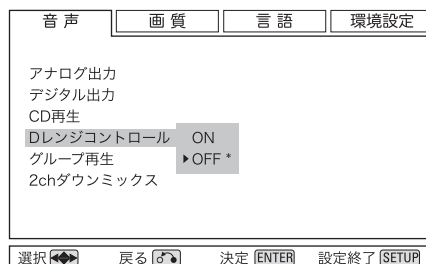 音声 画質 言語 環境設定
アナログ出力
デジタル出力
CD再生
Dレンジコントロール ON
グループ再生 ▶OFF *
2chダウンミックス
選択 戻る 決定 ENTER 設定終了 SETUP